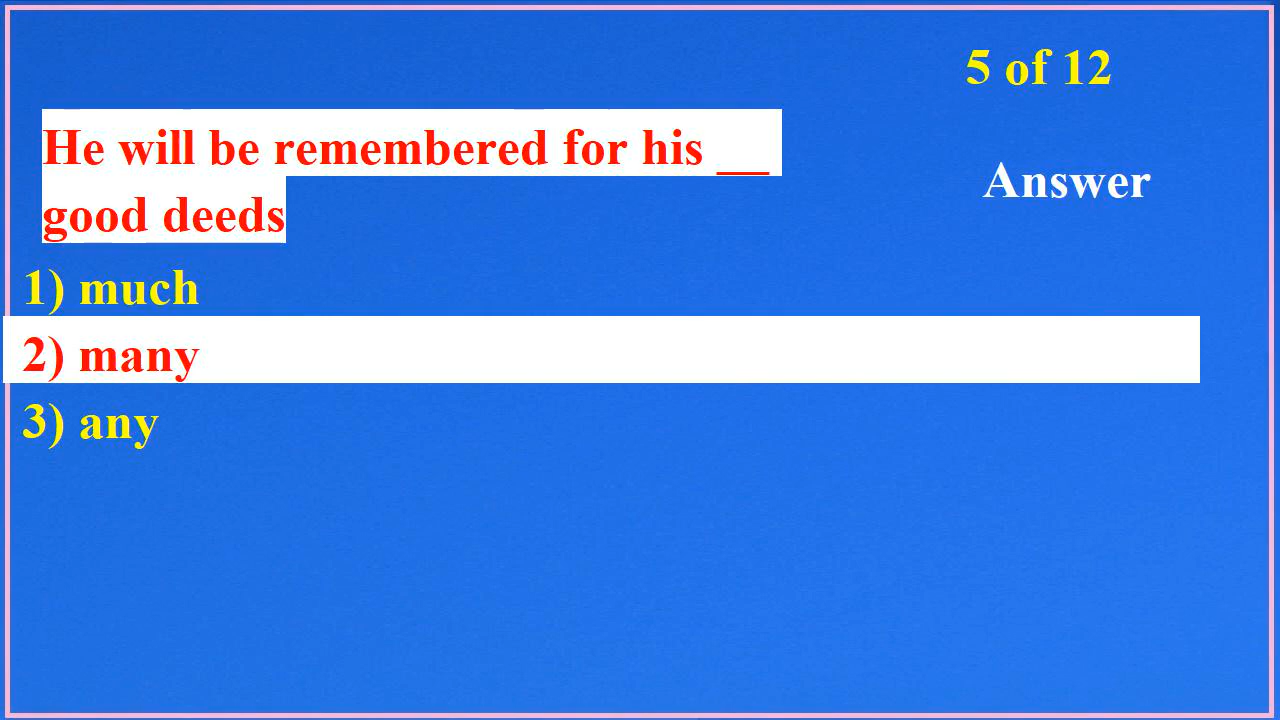 5 of 12
He will be remembered for his __
good deeds
Answer
1) much
2) many
3) any